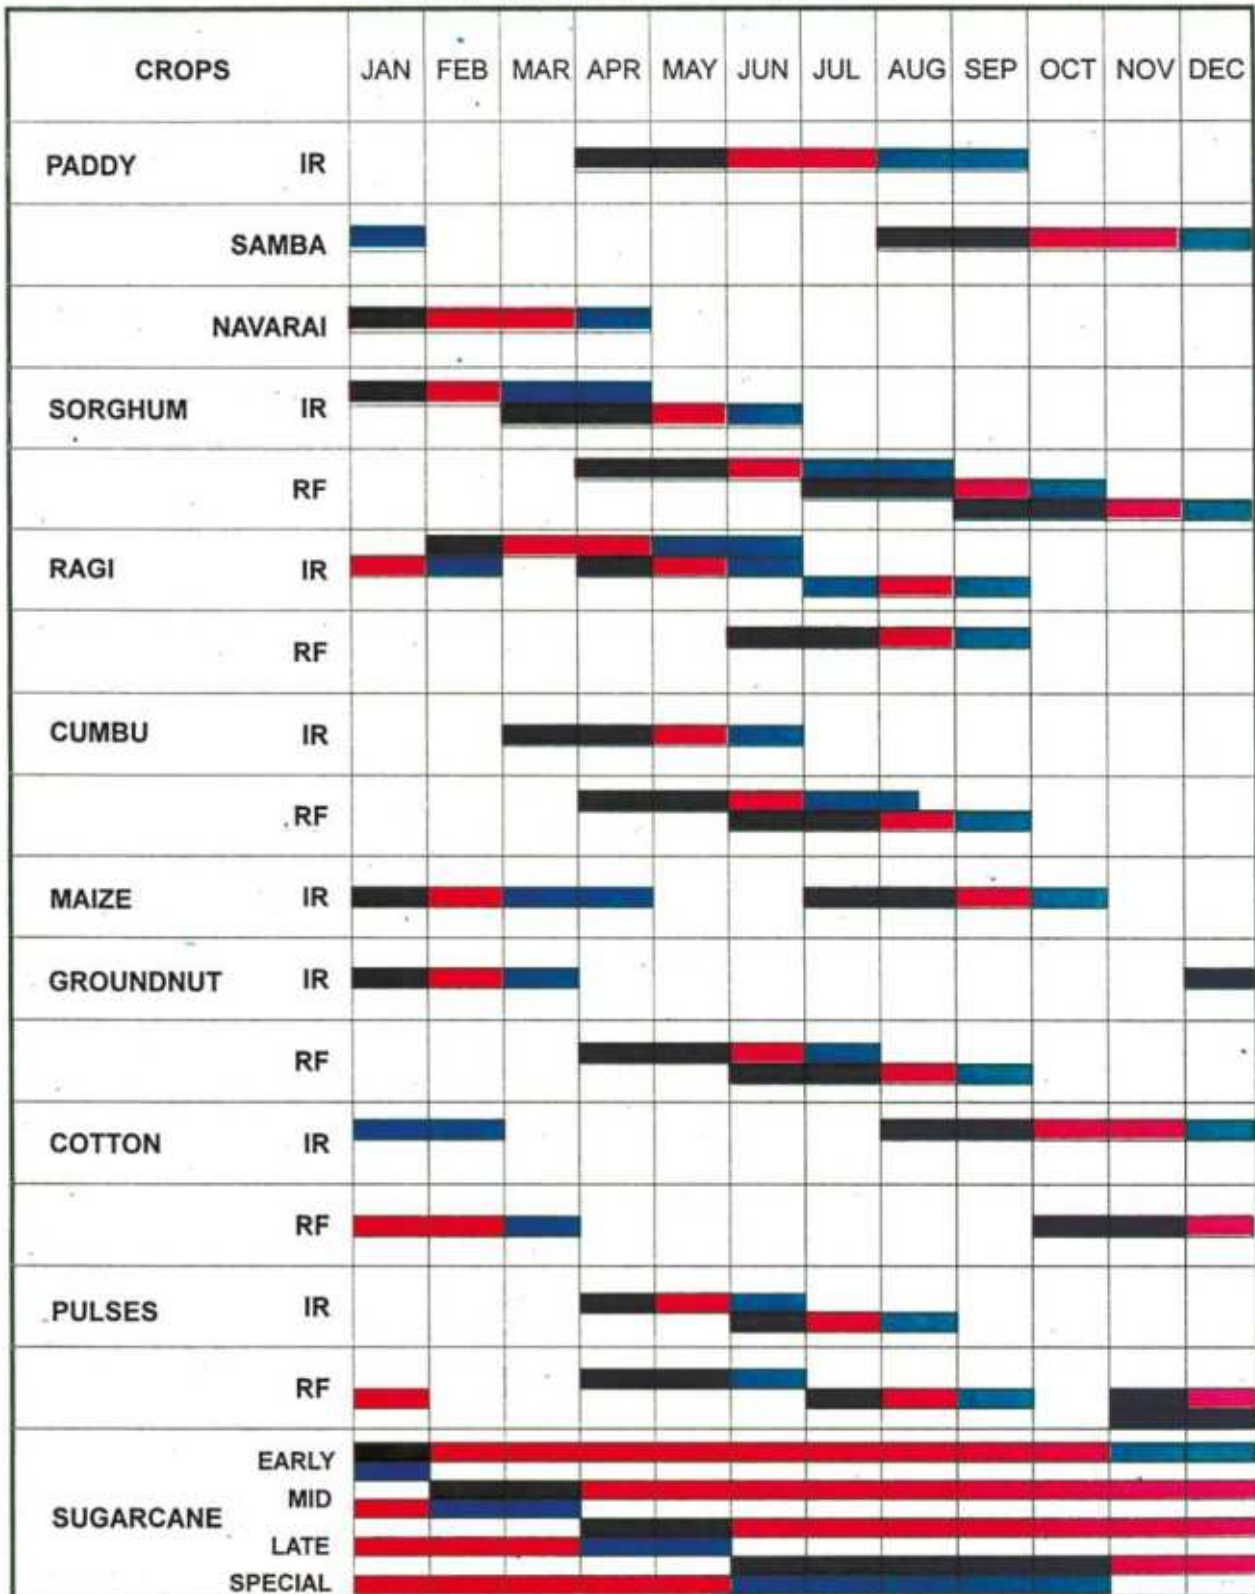 CROPS JAN FEB MAR APR MAY JUN JUL AUG SEP OCT NOV DEC
PADDY IR
SAMBA
NAVARAI
SORGHUM IR
RF
RAGI IR
RF
CUMBU IR
RF
MAIZE IR
GROUNDNUT IR
RF
COTTON IR
RF
PULSES IR
RF
EARLY
MID
SUGARCANE
LATE
SPECIAL